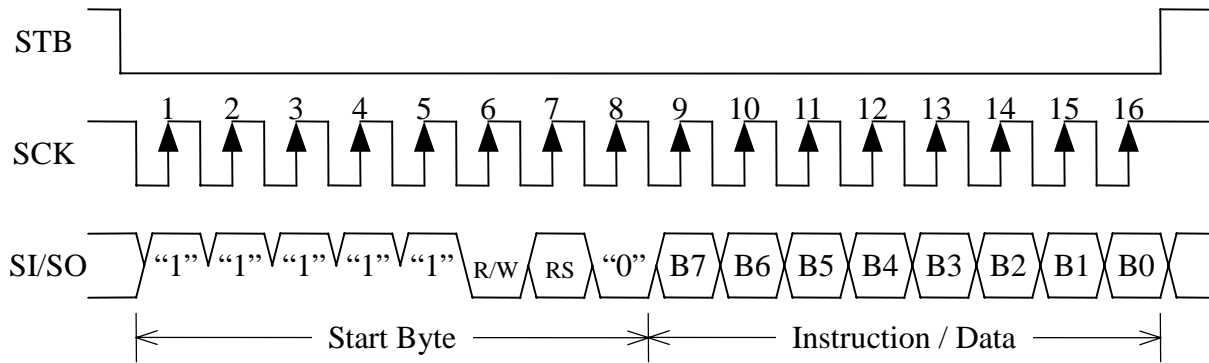 STB
1 2 3 4 5 6 7 8 9 10 11 12 13 14 15 16
SCK
SI/SO “1” “1” “1” “1” “1” R/W RS “0” B7 B6 B5 B4 B3 B2 B1 B0
Start Byte Instruction / Data